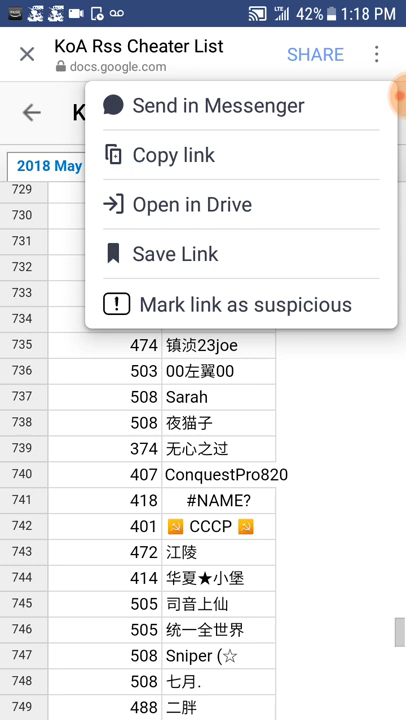 42% 1:18 PM
KoA Rss Cheater List
docs.google.com
SHARE
K
Send in Messenger
Copy link
Open in Drive
Save Link
Mark link as suspicious
2018 May
729
730
731
732
733
734
735 474 镇浈23joe
736 503 00左翼00
737 508 Sarah
738 508 夜猫子
739 374 无心之过
740 407 ConquestPro820
741 418 #NAME?
742 401 CCCP
743 472 江陵
744 414 华夏★小堡
745 505 司音上仙
746 505 统一全世界
747 508 Sniper (☆
748 508 七月.
749 488 二胖